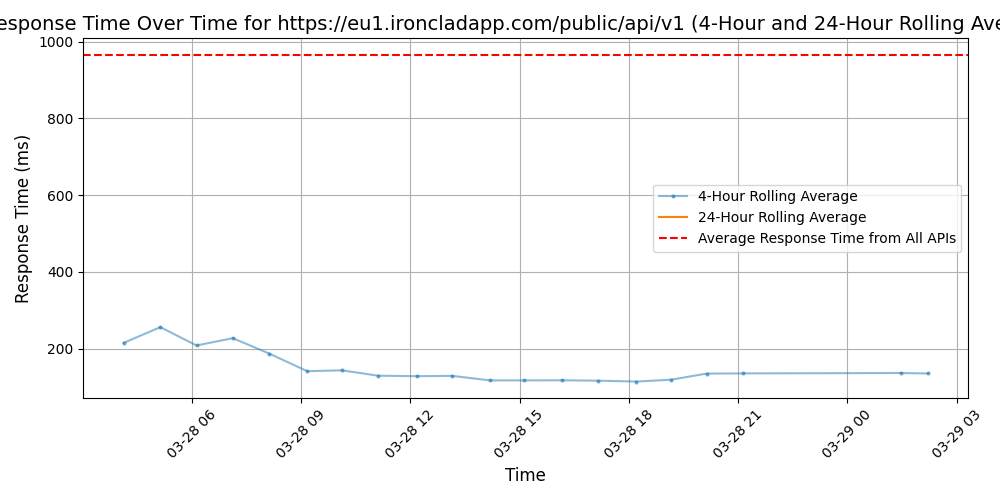 esponse Time Over Time for https://eu1.ironcladapp.com/public/api/v1 (4-Hour and 24-Hour Rolling Ave
1000
800
600
400
200
Response Time (ms)
4-Hour Rolling Average
24-Hour Rolling Average
Average Response Time from All APIs
03-28 06
03-28 09
03-28 12
03-28 15
03-28 18
03-28 21
03-29 00
03-29 03
Time